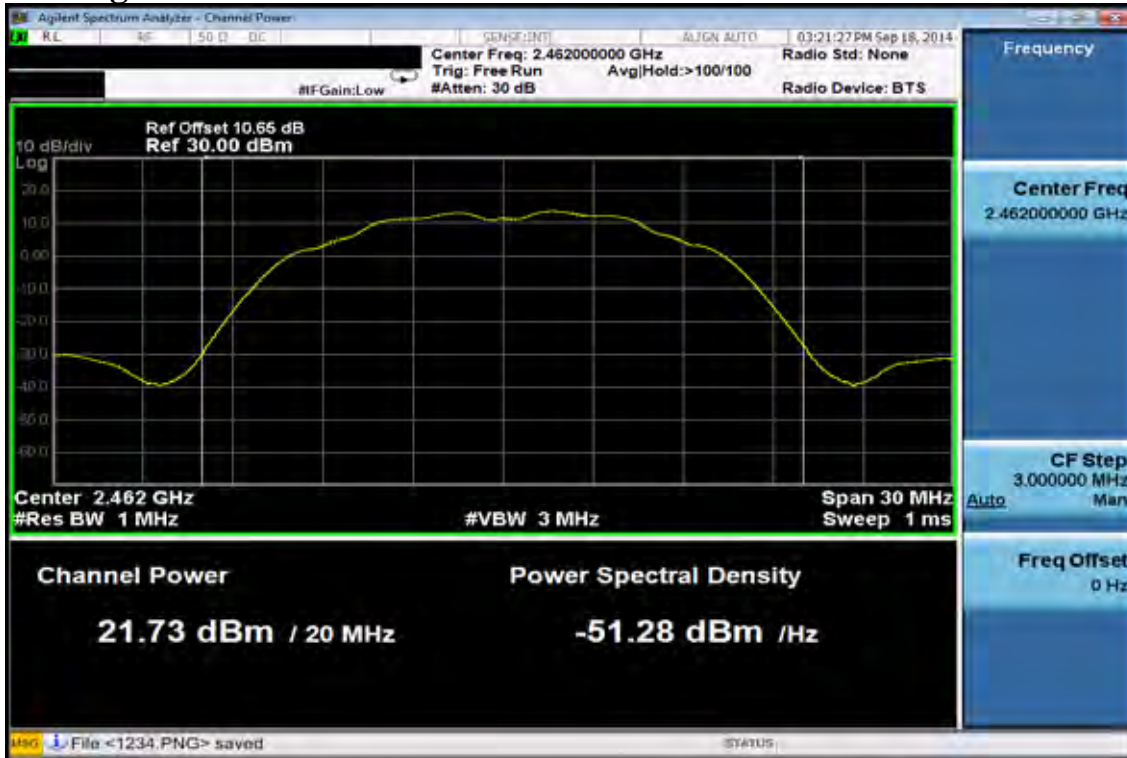 Agilent Spectrum Analyzer - Channel Power
RL RF 50 Ω DC SENSE:INT ALIGN AUTO 03:21:27 PM Sep 18, 2014
Center Freq: 2.462000000 GHz Radio Std: None
Trig: Free Run Avg|Hold:>100/100
#IFGain:Low #Atten: 30 dB Radio Device: BTS
Ref Offset 10.65 dB
10 dB/div Ref 30.00 dBm
Log
20.0
10.0
0.00
-10.0
-20.0
-30.0
-40.0
-50.0
-60.0
Center 2.462 GHz Span 30 MHz
#Res BW 1 MHz #VBW 3 MHz Sweep 1 ms
Channel Power Power Spectral Density
21.73 dBm / 20 MHz -51.28 dBm /Hz
MSG File <1234.PNG> saved STATUS
Frequency
Center Freq
2.462000000 GHz
CF Step
3.000000 MHz
Auto Man
Freq Offset
0 Hz